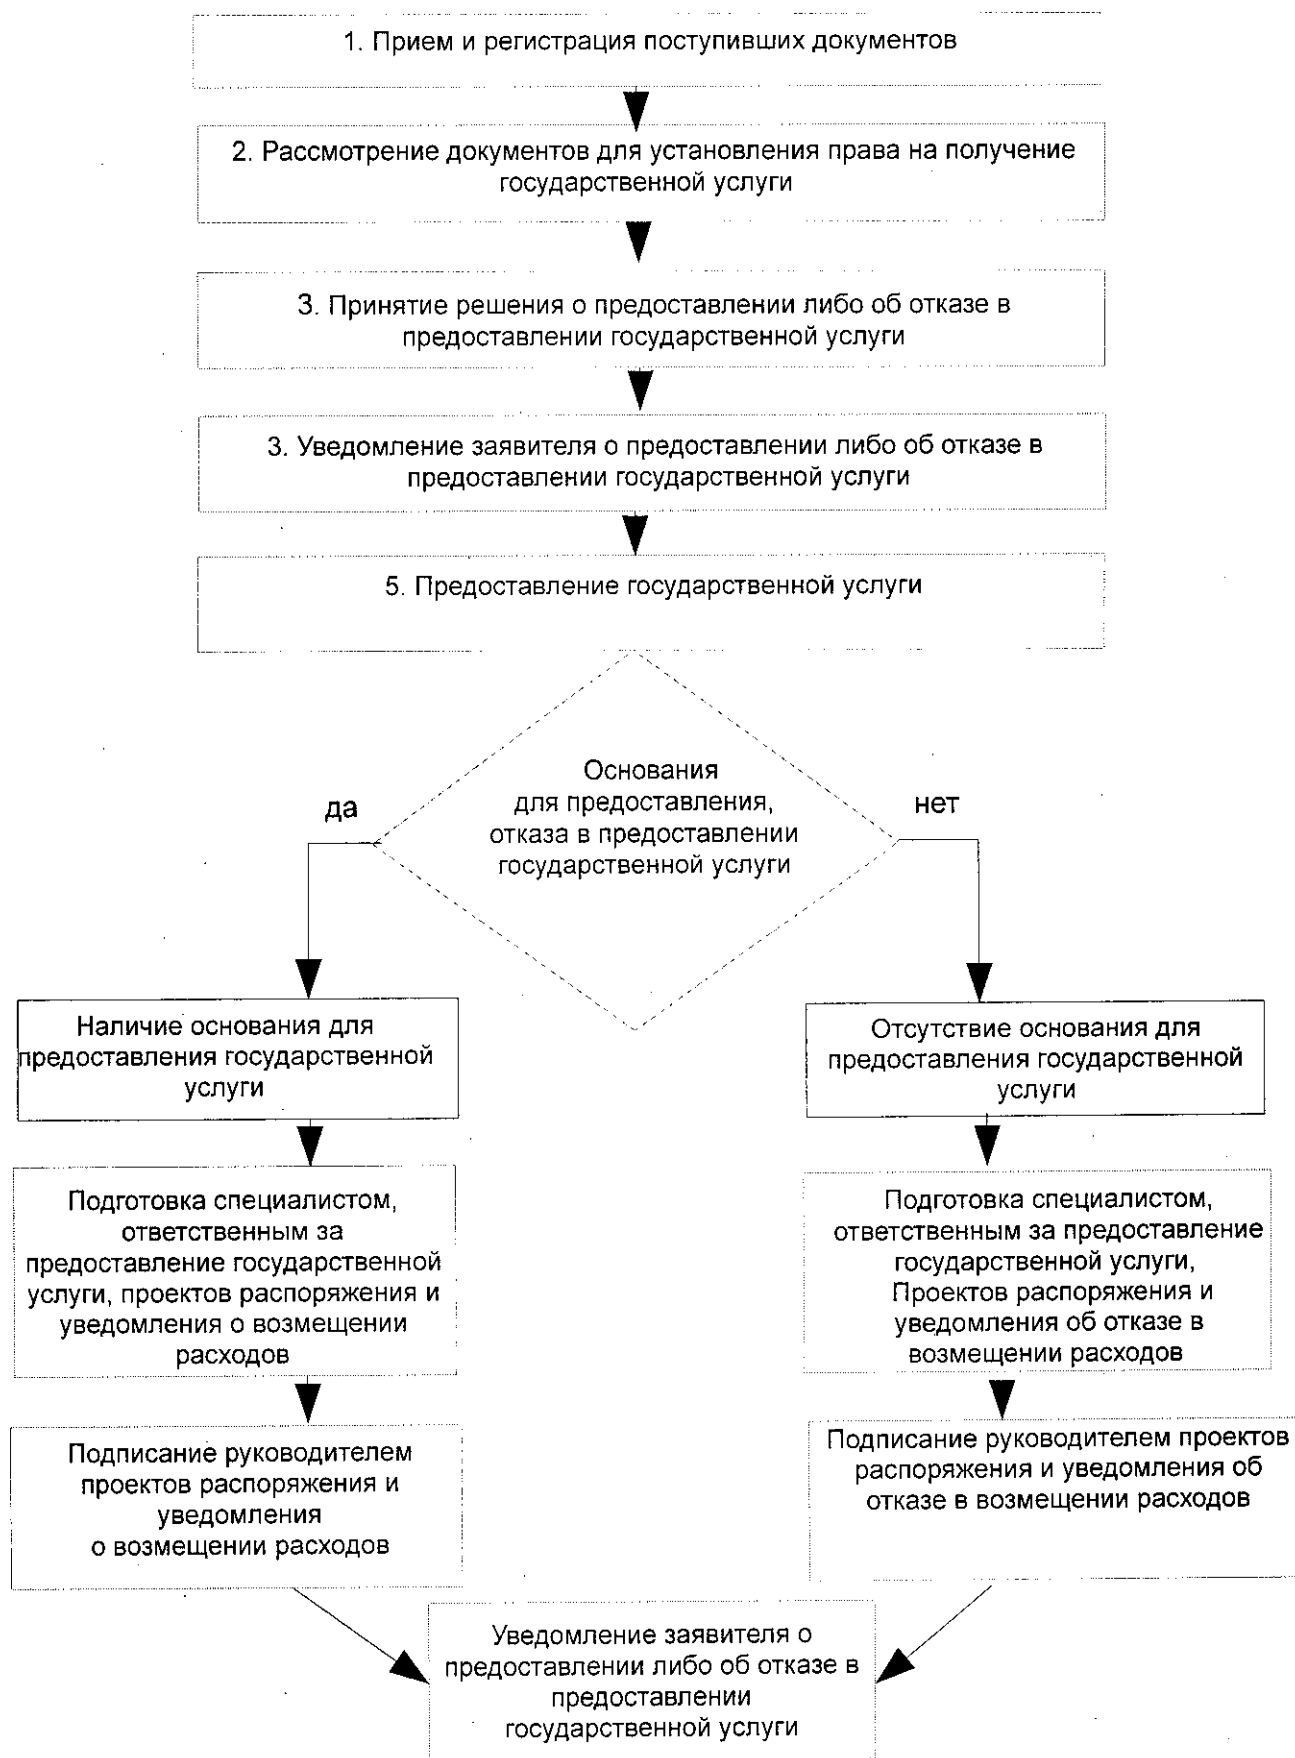 1. Прием и регистрация поступивших документов
2. Рассмотрение документов для установления права на получение
государственной услуги
3. Принятие решения о предоставлении либо об отказе в
предоставлении государственной услуги
3. Уведомление заявителя о предоставлении либо об отказе в
предоставлении государственной услуги
5. Предоставление государственной услуги
Основания
для предоставления,
отказа в предоставлении
государственной услуги
да
нет
Наличие основания для
предоставления государственной
услуги
Отсутствие основания для
предоставления государственной
услуги
Подготовка специалистом,
ответственным за
предоставление государственной
услуги, проектов распоряжения и
уведомления о возмещении
расходов
Подготовка специалистом,
ответственным за предоставление
государственной услуги,
Проектов распоряжения и
уведомления об отказе в
возмещении расходов
Подписание руководителем
проектов распоряжения и
уведомления
о возмещении расходов
Подписание руководителем проектов
распоряжения и уведомления об
отказе в возмещении расходов
Уведомление заявителя о
предоставлении либо об отказе в
предоставлении
государственной услуги